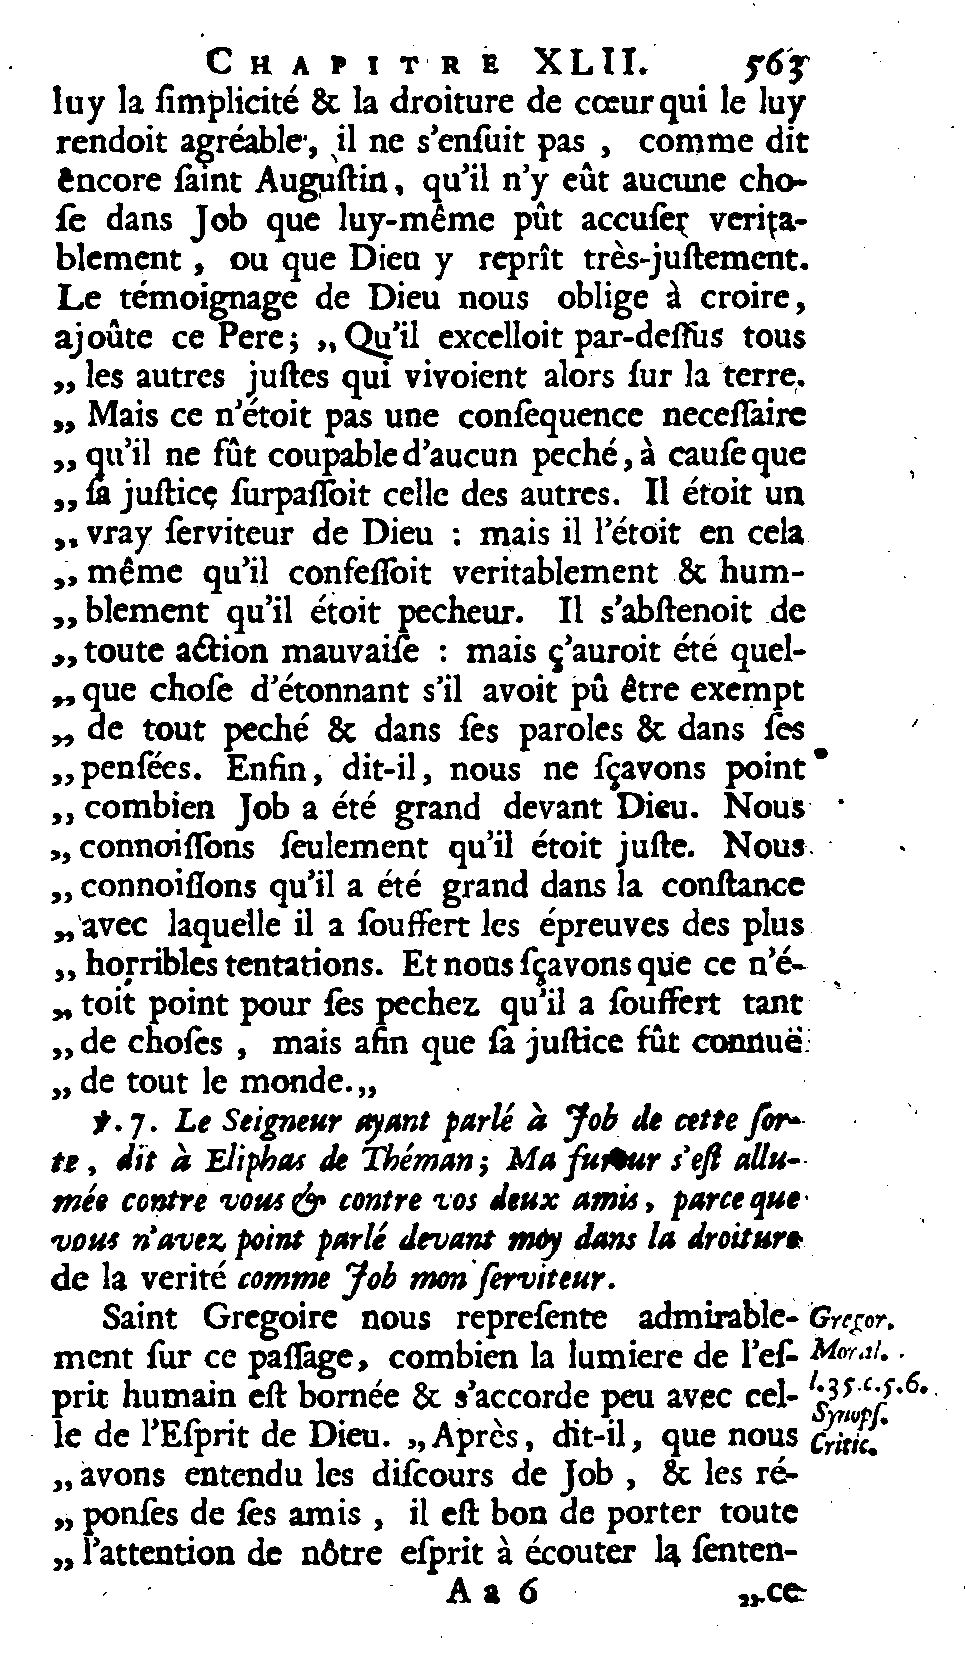 CHAPITRE XLII. 563
luy la ſimplicité & la droiture de cœur qui le luy
rendoit agréable, il ne s'enſuit pas, comme dit
encore ſaint Auguſtin, qu'il n'y eût aucune cho-
ſe dans Job que luy-même pût accuſer verita-
blement, ou que Dieu y reprît très-juſtement.
Le témoignage de Dieu nous oblige à croire,
ajoûte ce Pere; „Qu'il excelloit par-deſſus tous
„les autres juſtes qui vivoient alors ſur la terre.
„Mais ce n'étoit pas une conſequence neceſſaire
„qu'il ne fût coupable d'aucun peché, à cauſe que
„ſa juſtice ſurpaſſoit celle des autres. Il étoit un
„vray ſerviteur de Dieu : mais il l'étoit en cela
„même qu'il confeſſoit veritablement & hum-
„blement qu'il étoit pecheur. Il s'abſtenoit de
„toute action mauvaiſe : mais ç'auroit été quel-
„que choſe d'étonnant s'il avoit pû être exempt
„de tout peché & dans ſes paroles & dans ſes
„penſées. Enfin, dit-il, nous ne ſçavons point
„combien Job a été grand devant Dieu. Nous
„connoiſſons ſeulement qu'il étoit juſte. Nous
„connoiſſons qu'il a été grand dans la conſtance
„avec laquelle il a ſouffert les épreuves des plus
„horribles tentations. Et nous ſçavons que ce n'é-
„toit point pour ſes pechez qu'il a ſouffert tant
„de choſes, mais afin que ſa juſtice fût connuë
„de tout le monde.„
℣. 7. Le Seigneur ayant parlé à Job de cette ſor-
te, dit à Eliphas de Théman; Ma fureur s'eſt allu-
mée contre vous & contre vos deux amis, parce que
vous n'avez point parlé devant moy dans la droiture
de la verité comme Job mon ſerviteur.
Saint Gregoire nous repreſente admirable-
ment ſur ce paſſage, combien la lumiere de l'eſ-
prit humain eſt bornée & s'accorde peu avec cel-
le de l'Eſprit de Dieu. „Après, dit-il, que nous
„avons entendu les diſcours de Job, & les ré-
„ponſes de ſes amis, il eſt bon de porter toute
„l'attention de nôtre eſprit à écouter la ſenten-
Gregor.
Moral.
l. 35. c. 5. 6.
Synopſ.
Critic.
Aa 6 „ce